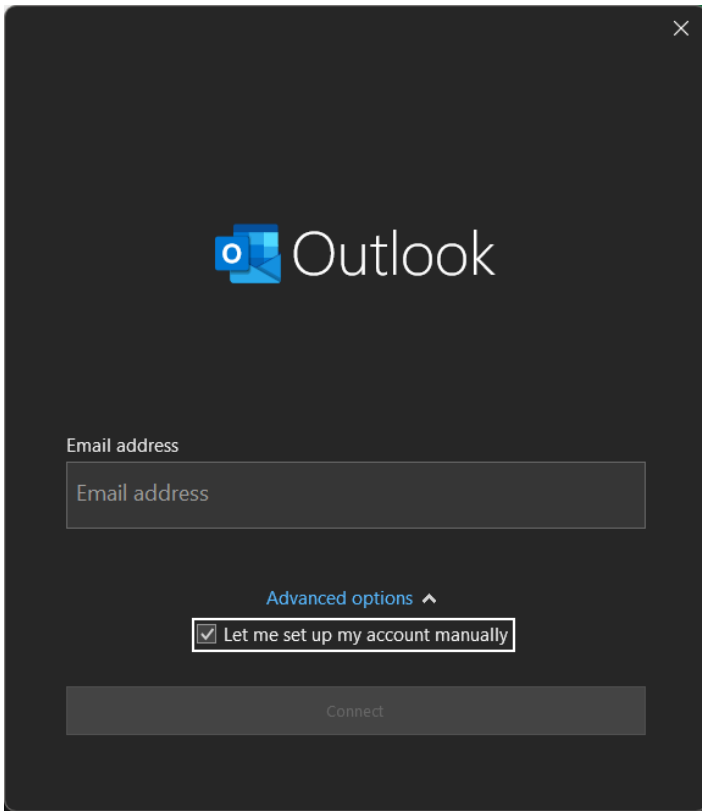 Outlook
Email address
Email address
Advanced options
Let me set up my account manually
Connect